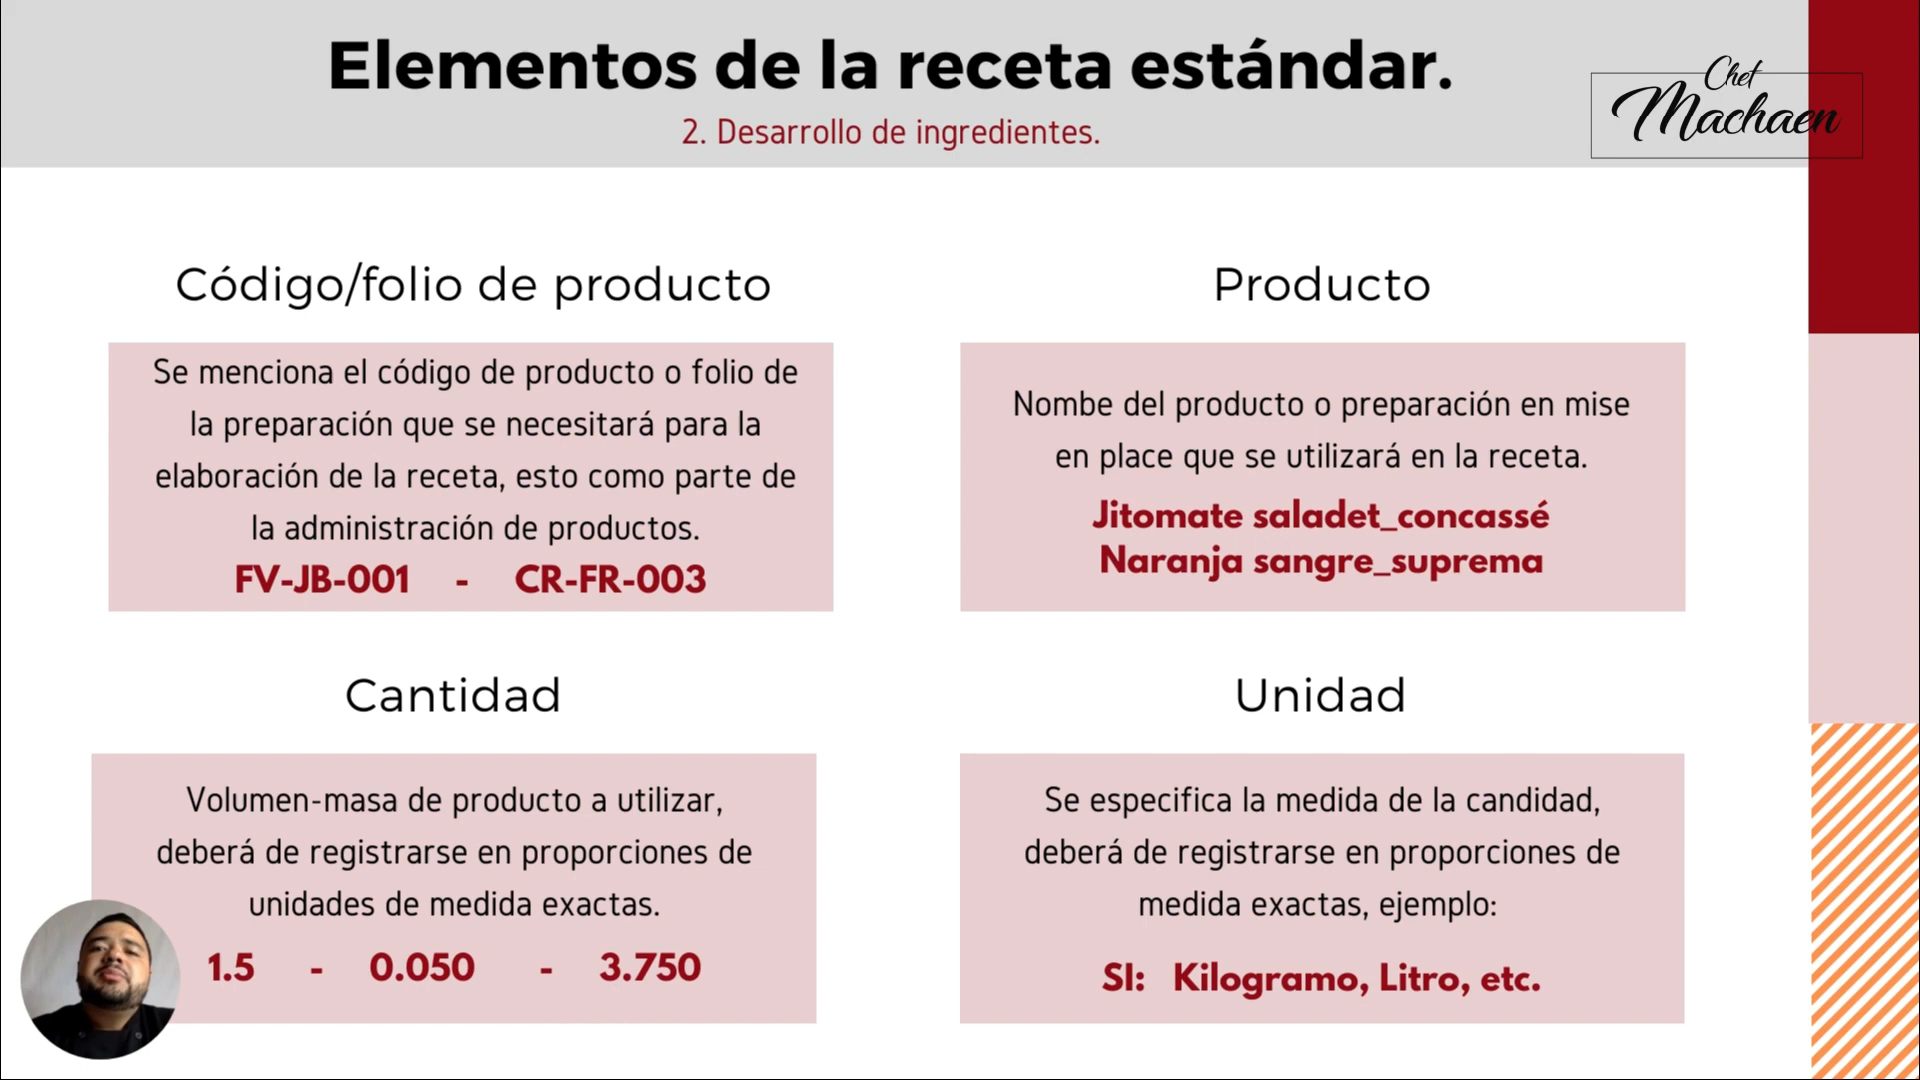 Elementos de la receta estándar.
2. Desarrollo de ingredientes.
Chef
Machaen
Código/folio de producto
Se menciona el código de producto o folio de
la preparación que se necesitará para la
elaboración de la receta, esto como parte de
la administración de productos.
FV-JB-001 - CR-FR-003
Producto
Nombe del producto o preparación en mise
en place que se utilizará en la receta.
Jitomate saladet_concassé
Naranja sangre_suprema
Cantidad
Volumen-masa de producto a utilizar,
deberá de registrarse en proporciones de
unidades de medida exactas.
1.5 - 0.050 - 3.750
Unidad
Se especifica la medida de la candidad,
deberá de registrarse en proporciones de
medida exactas, ejemplo:
SI: Kilogramo, Litro, etc.